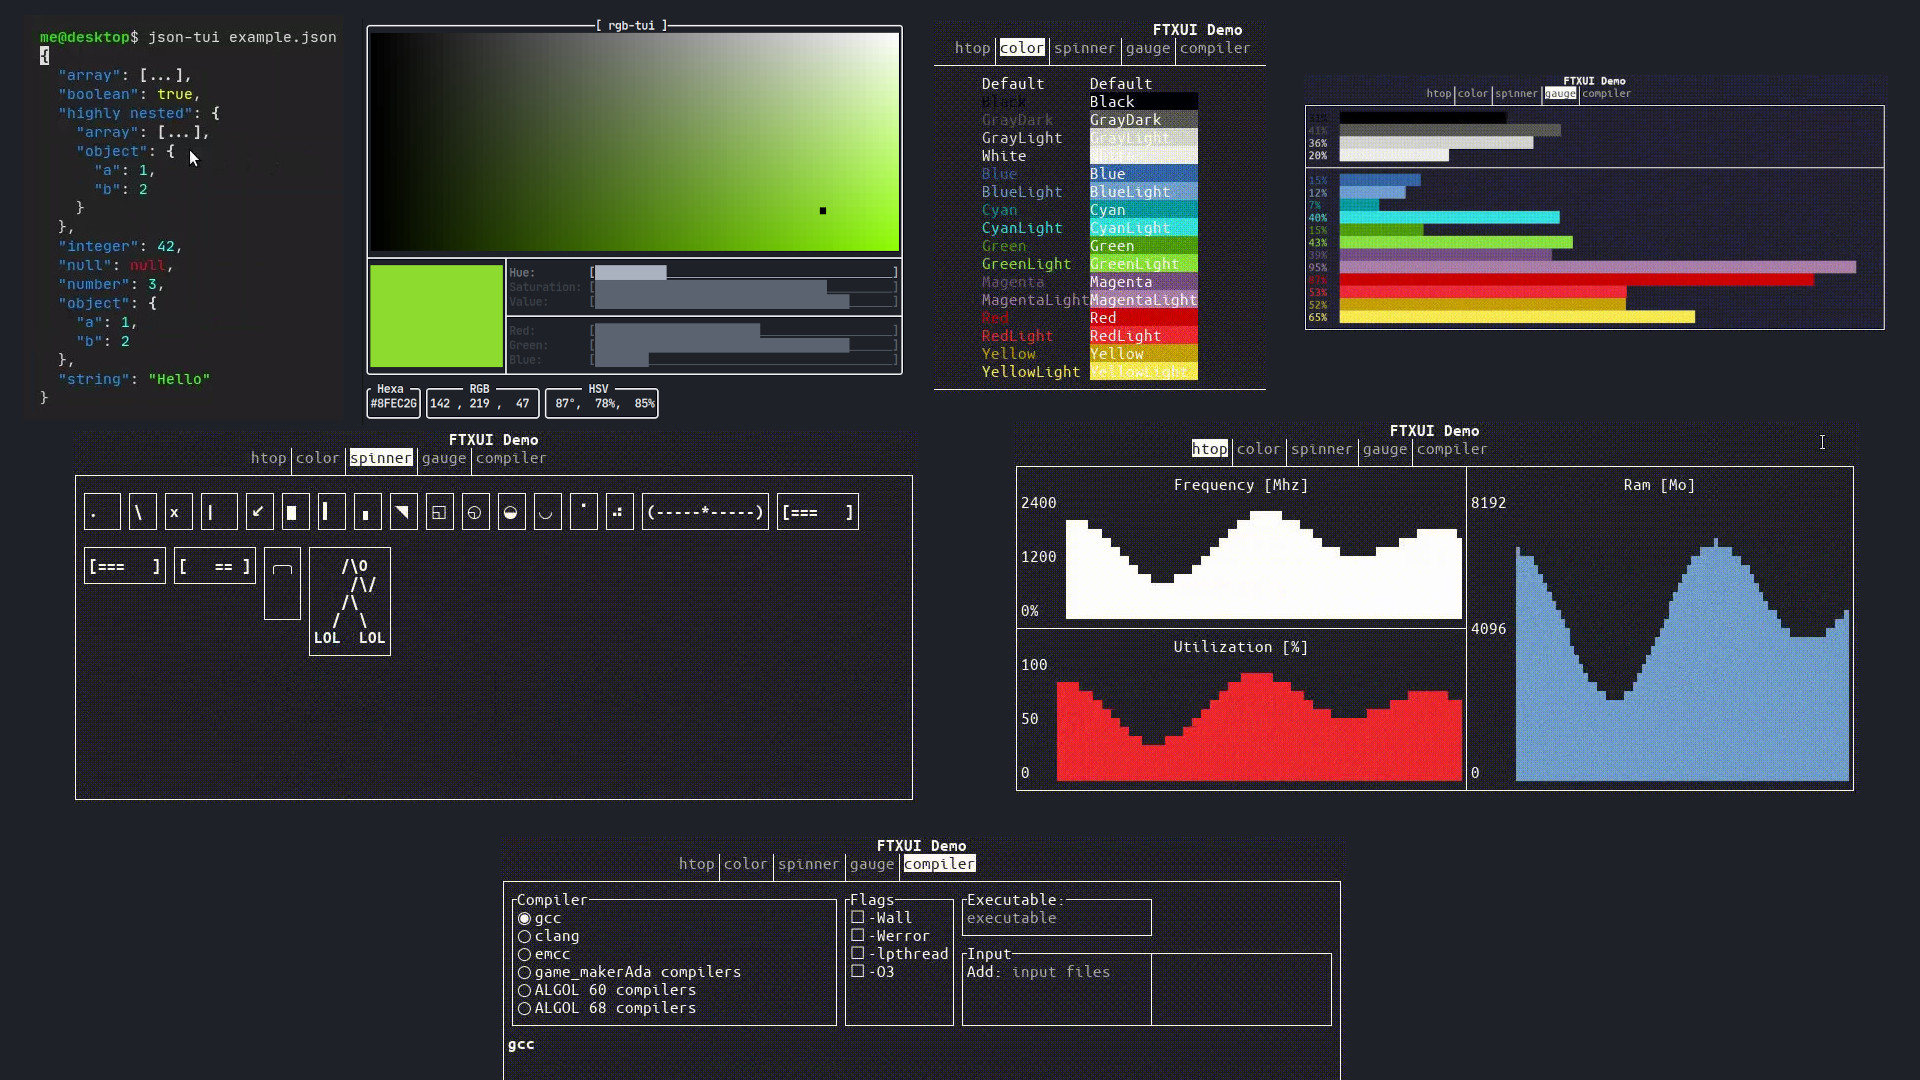 me@desktop$ json-tui example.json
{
"array": [...],
"boolean": true,
"highly nested": {
"array": [...],
"object": {
"a": 1,
"b": 2
}
},
"integer": 42,
"null": null,
"number": 3,
"object": {
"a": 1,
"b": 2
},
"string": "Hello"
}
[ rgb-tui ]
Hue: [ ]
Saturation: [ ]
Value: [ ]
Red: [ ]
Green: [ ]
Blue: [ ]
Hexa RGB HSV
#8FEC2G 142 , 219 , 47 87°, 78%, 85%
FTXUI Demo
htop color spinner gauge compiler
Default Default
Black Black
GrayDark GrayDark
GrayLight GrayLight
White White
Blue Blue
BlueLight BlueLight
Cyan Cyan
CyanLight CyanLight
Green Green
GreenLight GreenLight
Magenta Magenta
MagentaLight MagentaLight
Red Red
RedLight RedLight
Yellow Yellow
YellowLight YellowLight
FTXUI Demo
htop color spinner gauge compiler
41%
36%
20%
15%
12%
7%
40%
15%
43%
39%
95%
87%
53%
52%
65%
FTXUI Demo
htop color spinner gauge compiler
. \ x | (-----*-----) [=== ]
[=== ] [ == ]
/\O
/\/
/\
/ \
LOL LOL
FTXUI Demo
htop color spinner gauge compiler
Frequency [Mhz]
2400
1200
0%
Utilization [%]
100
50
0
Ram [Mo]
8192
4096
0
FTXUI Demo
htop color spinner gauge compiler
Compiler
gcc
clang
emcc
game_makerAda compilers
ALGOL 60 compilers
ALGOL 68 compilers
Flags
-Wall
-Werror
-lpthread
-O3
Executable:
executable
Input
Add: input files
gcc